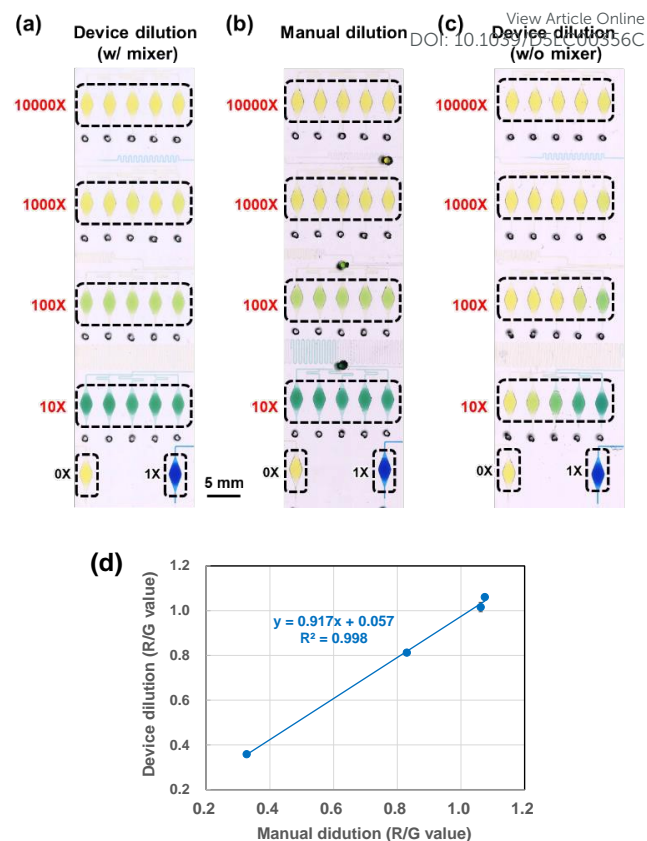 View Article Online
DOI: 10.1039/D5LC00356C
(a) Device dilution
(w/ mixer)
10000X
1000X
100X
10X
0X 1X
5 mm
(b) Manual dilution
10000X
1000X
100X
10X
0X 1X
(c) Device dilution
(w/o mixer)
10000X
1000X
100X
10X
0X 1X
(d)
y = 0.917x + 0.057
R² = 0.998
Device dilution (R/G value)
1.2
1.0
0.8
0.6
0.4
0.2
0.2 0.4 0.6 0.8 1.0 1.2
Manual didution (R/G value)